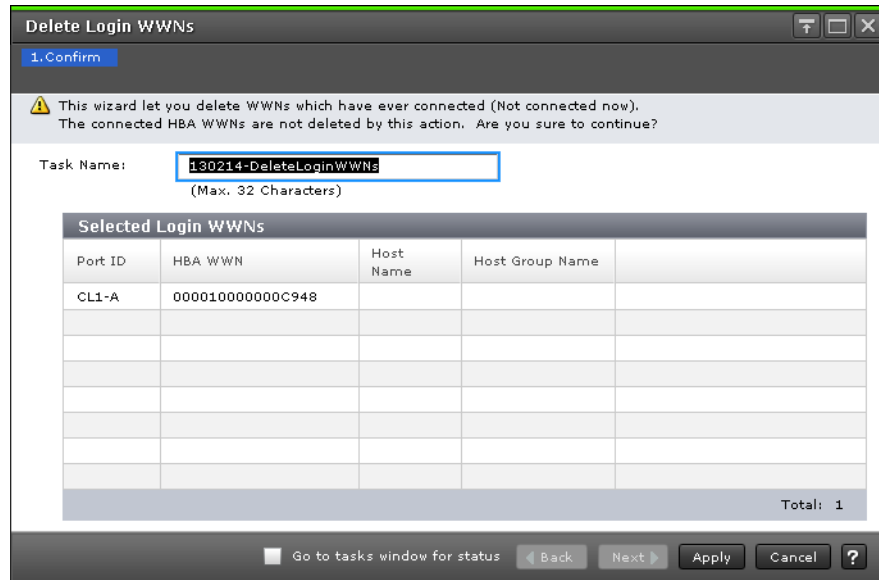 Delete Login WWNs
1.Confirm
This wizard let you delete WWNs which have ever connected (Not connected now).
The connected HBA WWNs are not deleted by this action. Are you sure to continue?
Task Name: 130214-DeleteLoginWWNs
(Max. 32 Characters)
Selected Login WWNs
Port ID HBA WWN Host Name Host Group Name
CL1-A 000010000000C948
Total: 1
Go to tasks window for status Back Next Apply Cancel ?